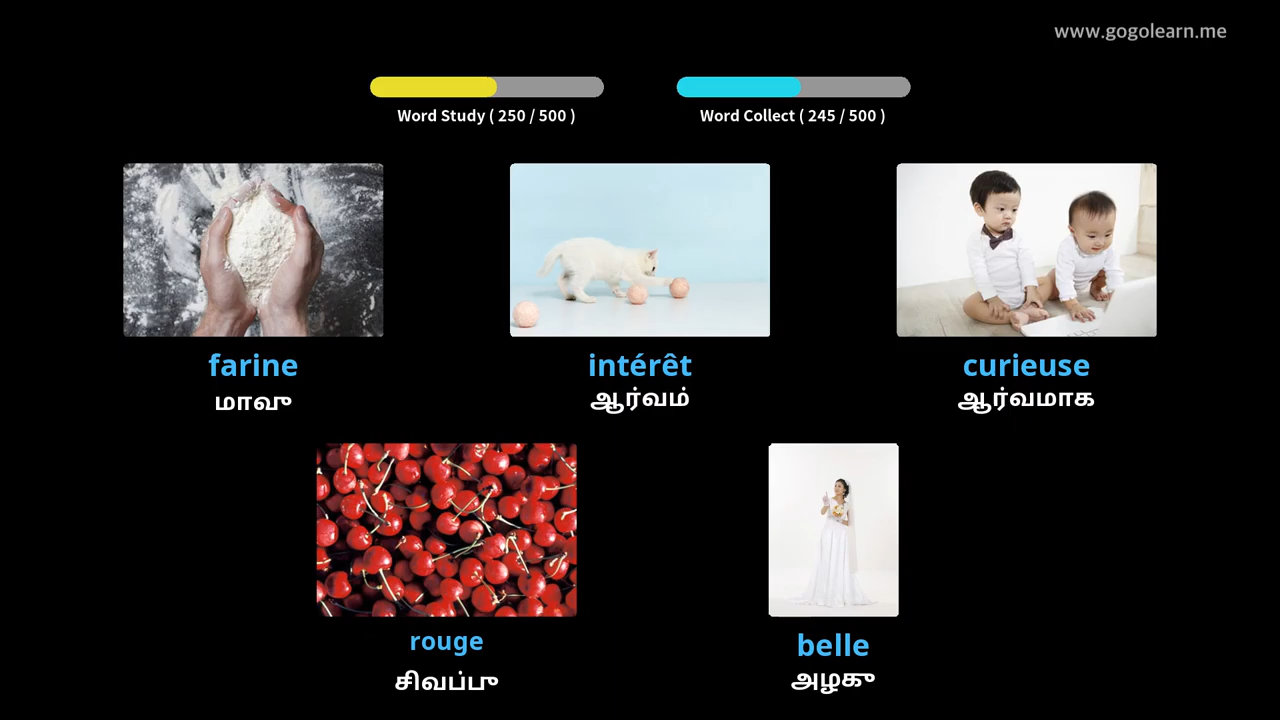 www.gogolearn.me
Word Study ( 250 / 500 )
Word Collect ( 245 / 500 )
farine
மாவு
intérêt
ஆர்வம்
curieuse
ஆர்வமாக
rouge
சிவப்பு
belle
அழகு